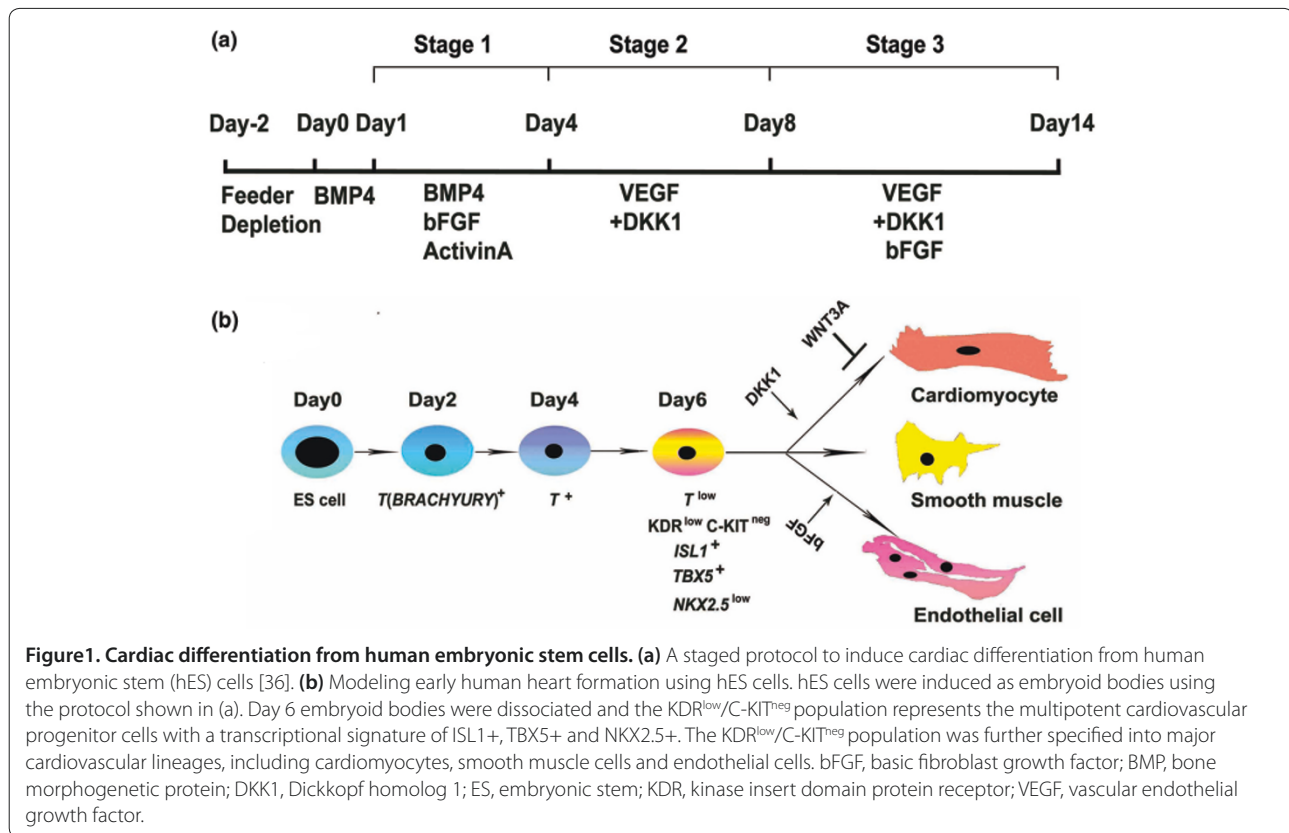 (a)
Stage 1 Stage 2 Stage 3
Day-2 Day0 Day1 Day4 Day8 Day14
Feeder BMP4 BMP4 VEGF VEGF
Depletion bFGF +DKK1 +DKK1
ActivinA bFGF
(b)
WNT3A
DKK1
Day0 Day2 Day4 Day6
Cardiomyocyte
ES cell T(BRACHYURY)+ T + T low
Smooth muscle
KDR low C-KIT neg
bFGF
ISL1 +
TBX5 +
NKX2.5 low
Endothelial cell
Figure1. Cardiac differentiation from human embryonic stem cells. (a) A staged protocol to induce cardiac differentiation from human
embryonic stem (hES) cells [36]. (b) Modeling early human heart formation using hES cells. hES cells were induced as embryoid bodies using
the protocol shown in (a). Day 6 embryoid bodies were dissociated and the KDRlow/C-KITneg population represents the multipotent cardiovascular
progenitor cells with a transcriptional signature of ISL1+, TBX5+ and NKX2.5+. The KDRlow/C-KITneg population was further specified into major
cardiovascular lineages, including cardiomyocytes, smooth muscle cells and endothelial cells. bFGF, basic fibroblast growth factor; BMP, bone
morphogenetic protein; DKK1, Dickkopf homolog 1; ES, embryonic stem; KDR, kinase insert domain protein receptor; VEGF, vascular endothelial
growth factor.